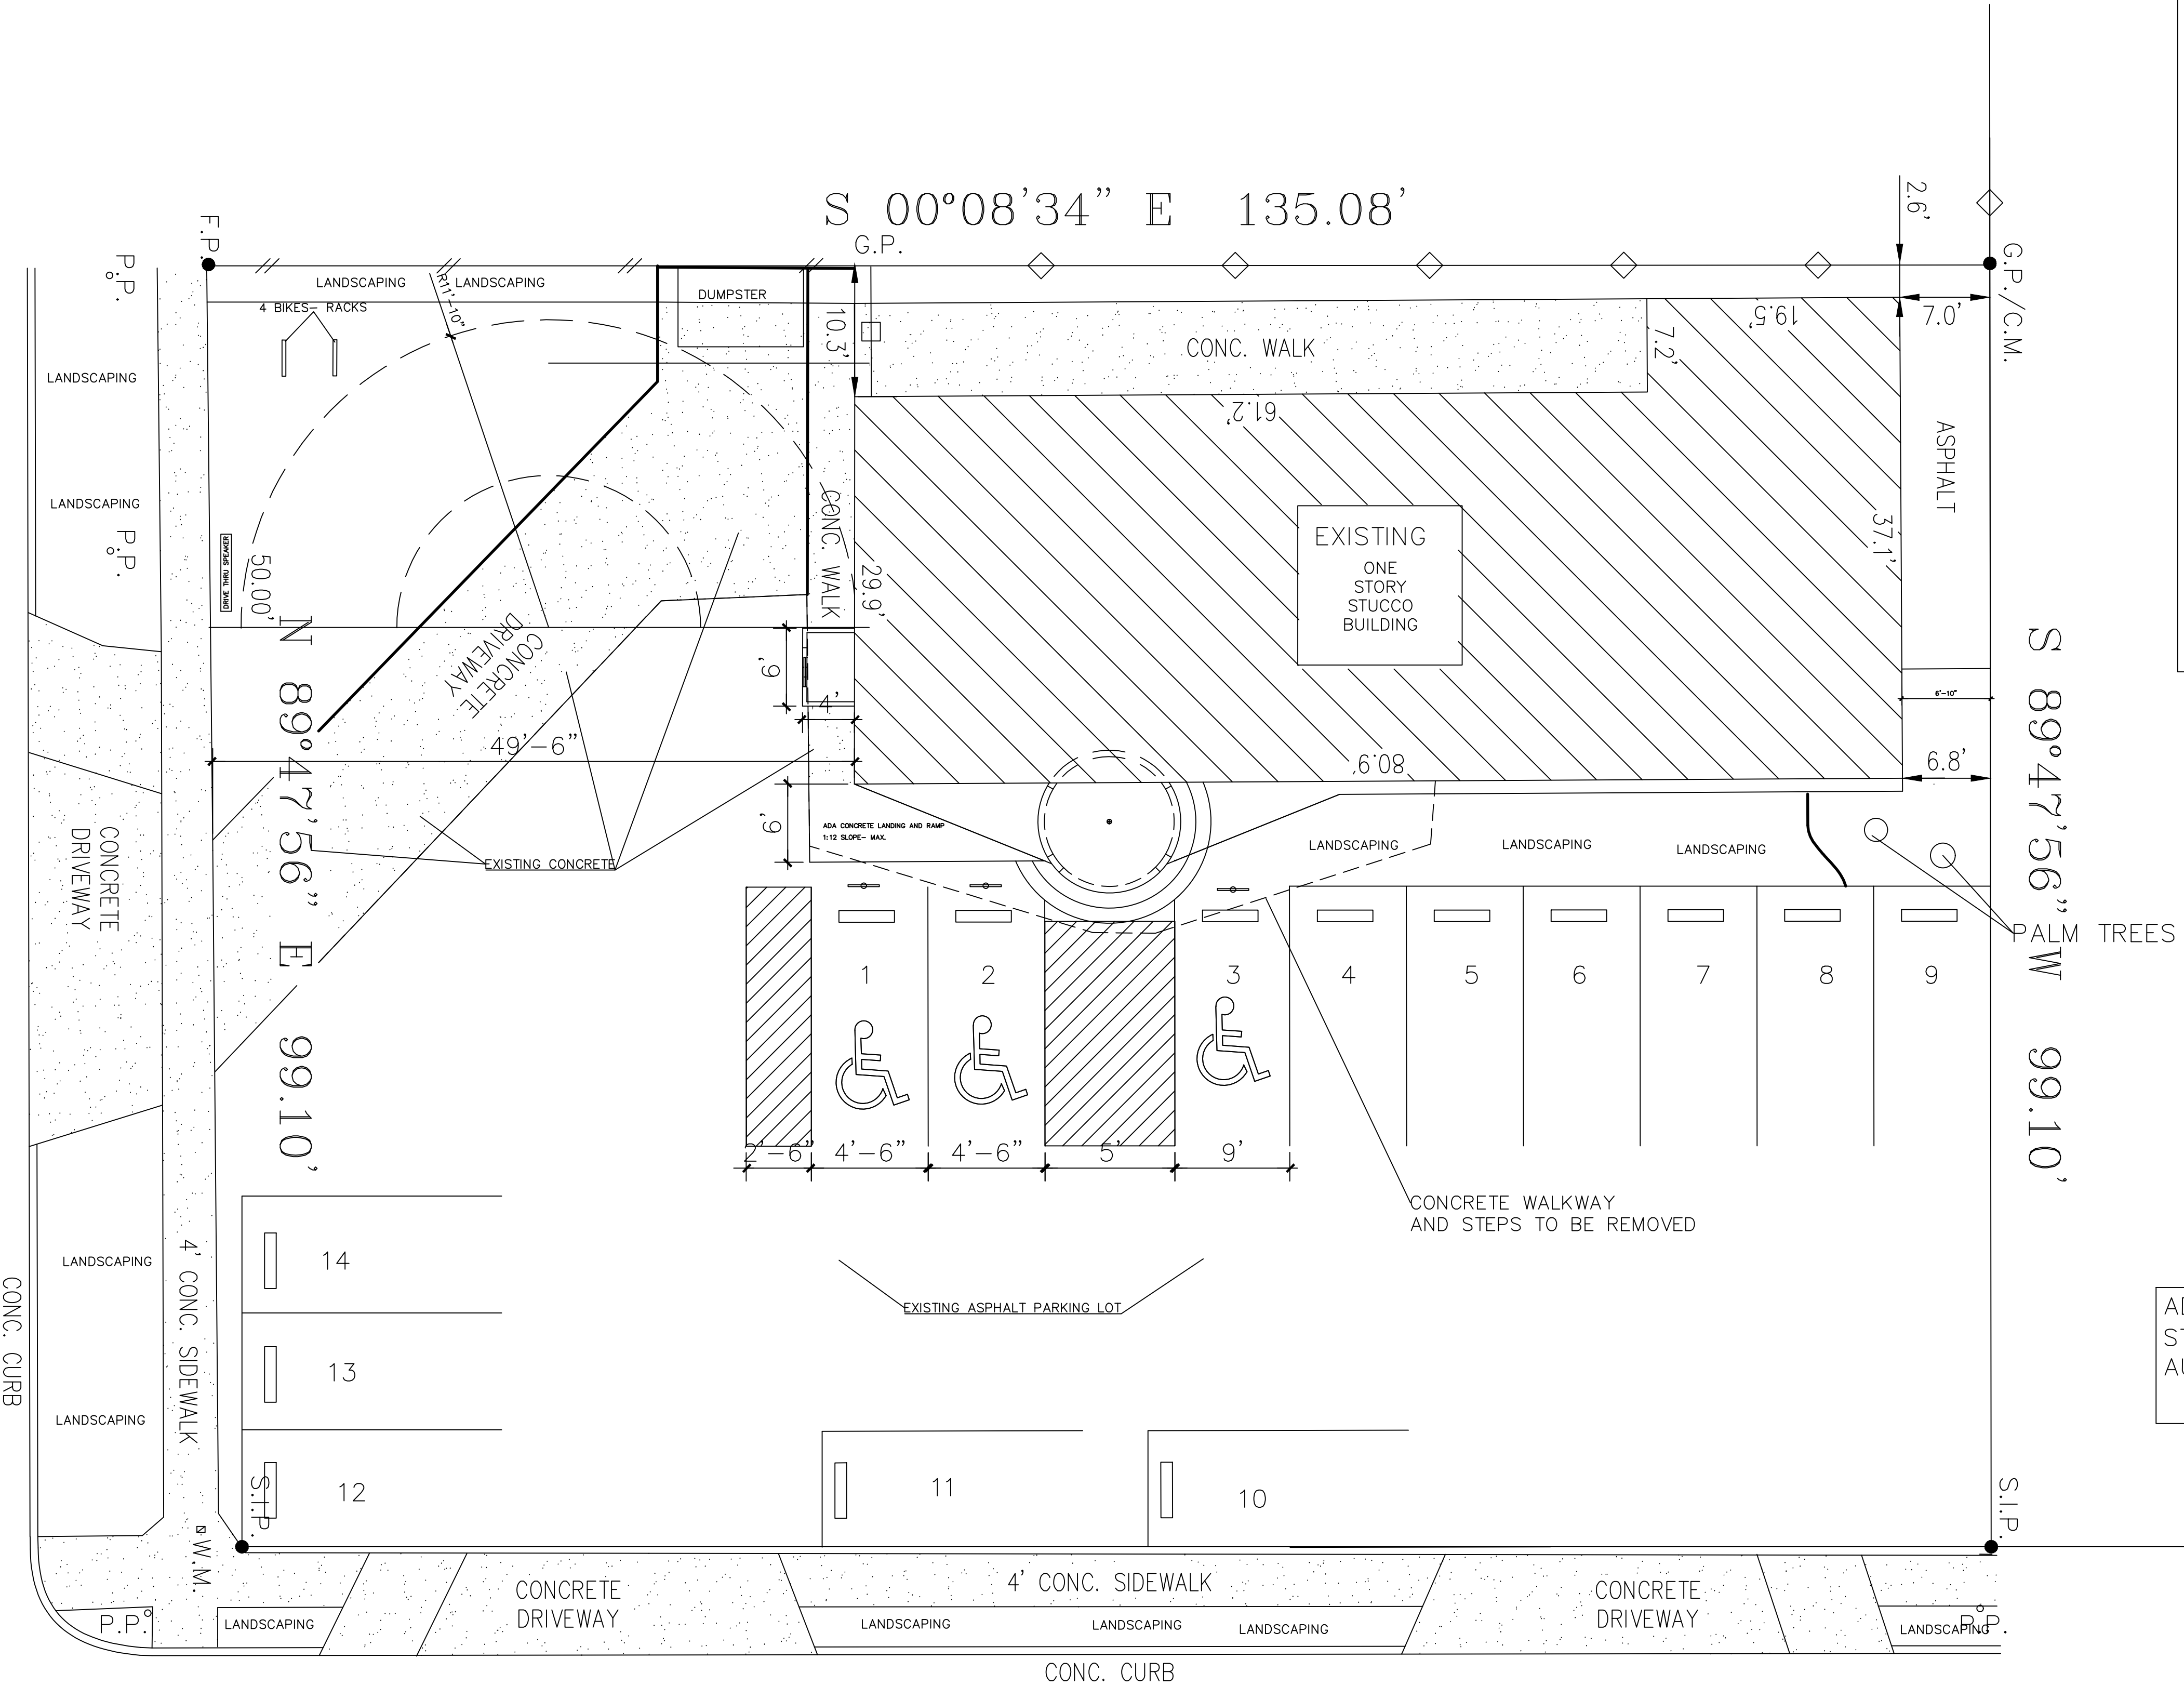 S 00°08'34" E 135.08'
2.6'
F.P.
G.P.
G.P./C.M.
P.P.
LANDSCAPING
LANDSCAPING
R11'-10"
DUMPSTER
4 BIKES- RACKS
10.3'
CONC. WALK
7.2'
19.5'
7.0'
LANDSCAPING
61.2'
ASPHALT
LANDSCAPING
P.P.
DRIVE THRU SPEAKER
50.00'
CONC. WALK
29.9'
37.1'
EXISTING
ONE
STORY
STUCCO
BUILDING
CONCRETE
DRIVEWAY
6'
4'
6'-10"
49'-6"
80.9'
6.8'
N 89°47'56" E 99.10'
S 89°47'56" W 99.10'
6'
ADA CONCRETE LANDING AND RAMP
1:12 SLOPE- MAX.
EXISTING CONCRETE
LANDSCAPING
LANDSCAPING
LANDSCAPING
CONCRETE
DRIVEWAY
PALM TREES
1
2
3
4
5
6
7
8
9
2'-6"
4'-6"
4'-6"
5'
9'
CONCRETE WALKWAY
AND STEPS TO BE REMOVED
14
LANDSCAPING
4' CONC. SIDEWALK
CONC. CURB
EXISTING ASPHALT PARKING LOT
13
LANDSCAPING
12
11
10
S.I.P.
S.I.P.
W.M.
CONCRETE
DRIVEWAY
4' CONC. SIDEWALK
CONCRETE
DRIVEWAY
P.P.
LANDSCAPING
LANDSCAPING
LANDSCAPING
LANDSCAPING
LANDSCAPING
P.P.
CONC. CURB